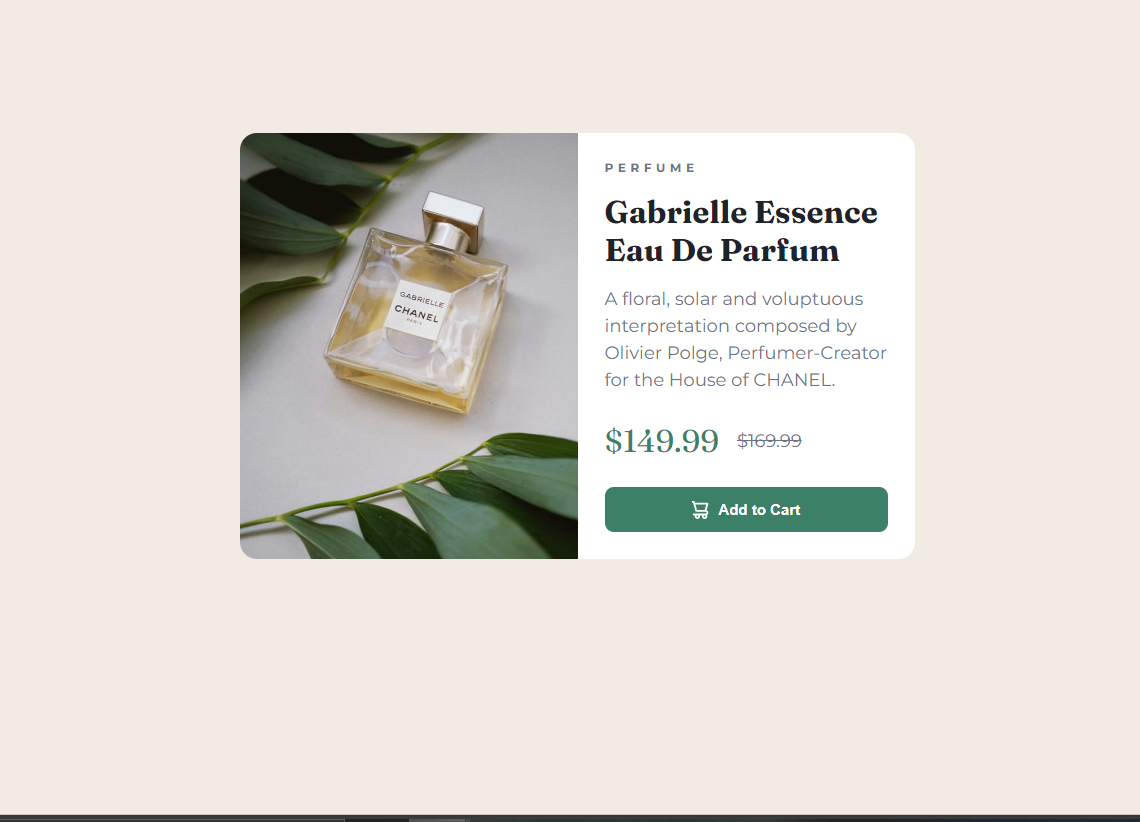 GABRIELLE
CHANEL
PARIS
PERFUME
Gabrielle Essence
Eau De Parfum
A floral, solar and voluptuous
interpretation composed by
Olivier Polge, Perfumer-Creator
for the House of CHANEL.
$149.99 $169.99
Add to Cart